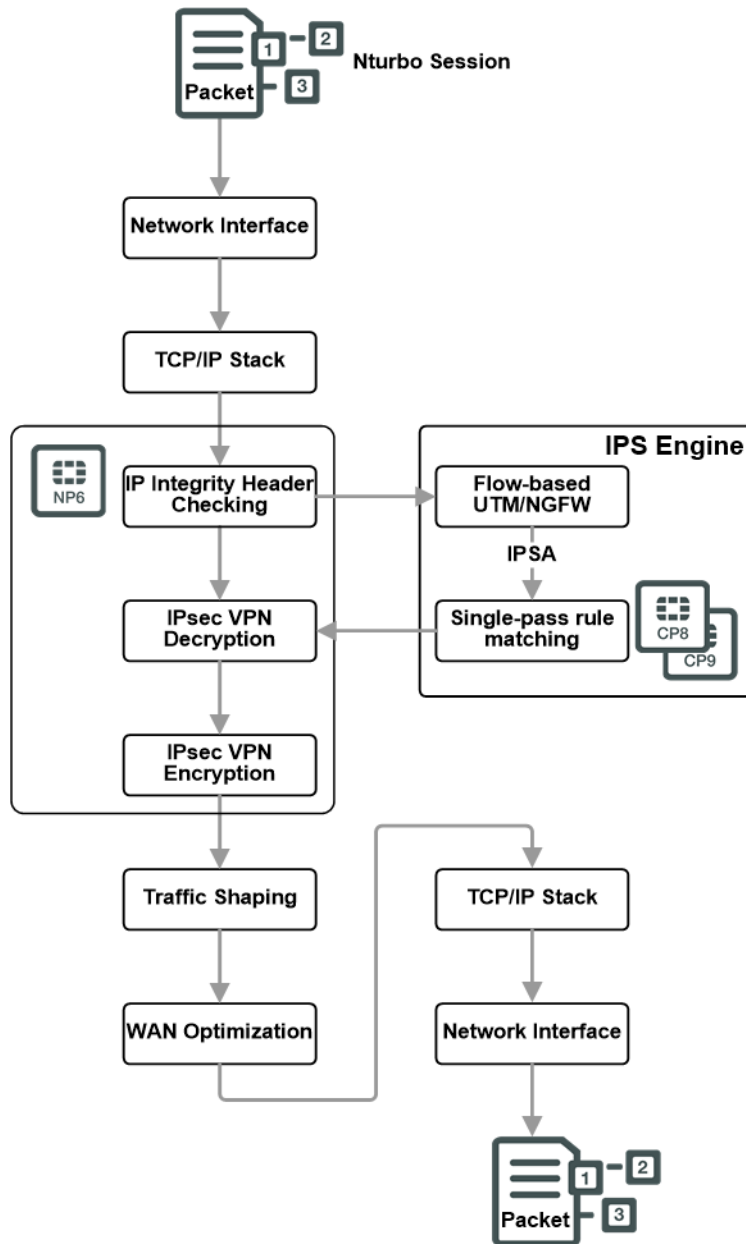 1
2
3
Packet
Nturbo Session
Network Interface
TCP/IP Stack
NP6
IP Integrity Header
Checking
IPsec VPN
Decryption
IPsec VPN
Encryption
IPS Engine
Flow-based
UTM/NGFW
IPSA
Single-pass rule
matching
CP8
CP9
Traffic Shaping
WAN Optimization
TCP/IP Stack
Network Interface
1
2
3
Packet